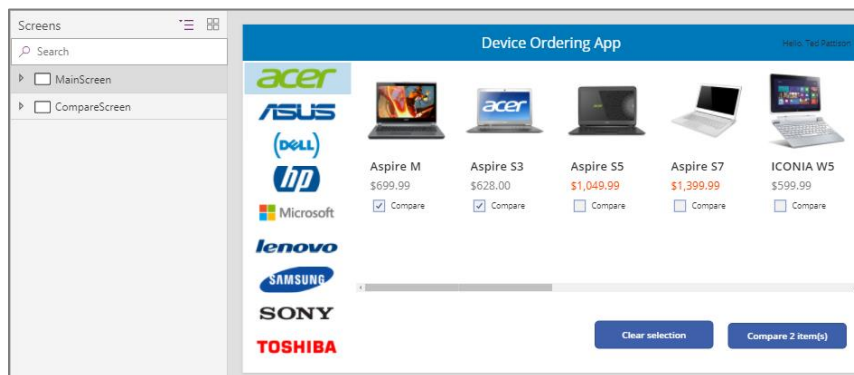 Screens
Search
MainScreen
CompareScreen
Device Ordering App
Hello: Ted Pattison
acer
ASUS
DELL
hp
Microsoft
lenovo
SAMSUNG
SONY
TOSHIBA
acer
Aspire M
$699.99
Compare
Aspire S3
$628.00
Compare
Aspire S5
$1,049.99
Compare
Aspire S7
$1,399.99
Compare
ICONIA W5
$599.99
Compare
Clear selection
Compare 2 item(s)